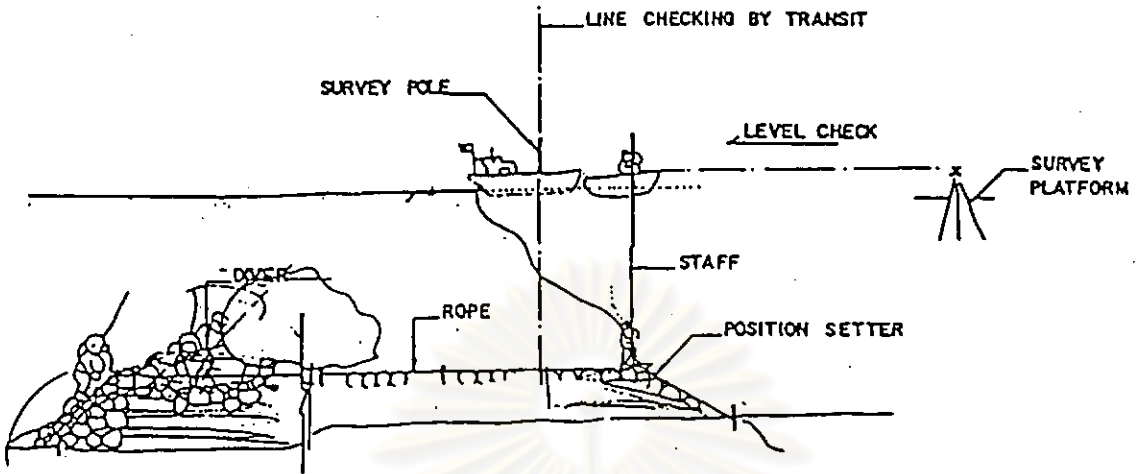 LINE CHECKING BY TRANSIT
SURVEY POLE
LEVEL CHECK
SURVEY
PLATFORM
STAFF
DIVER
ROPE
POSITION SETTER
x